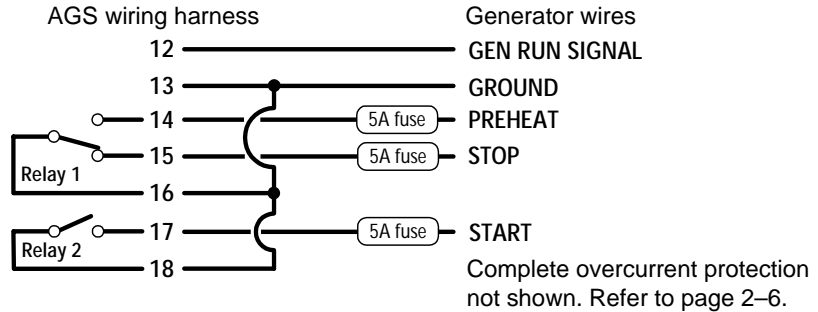 AGS wiring harness Generator wires
12 GEN RUN SIGNAL
13 GROUND
14 5A fuse PREHEAT
15 5A fuse STOP
Relay 1
16
17 5A fuse START
Relay 2
18
Complete overcurrent protection
not shown. Refer to page 2–6.